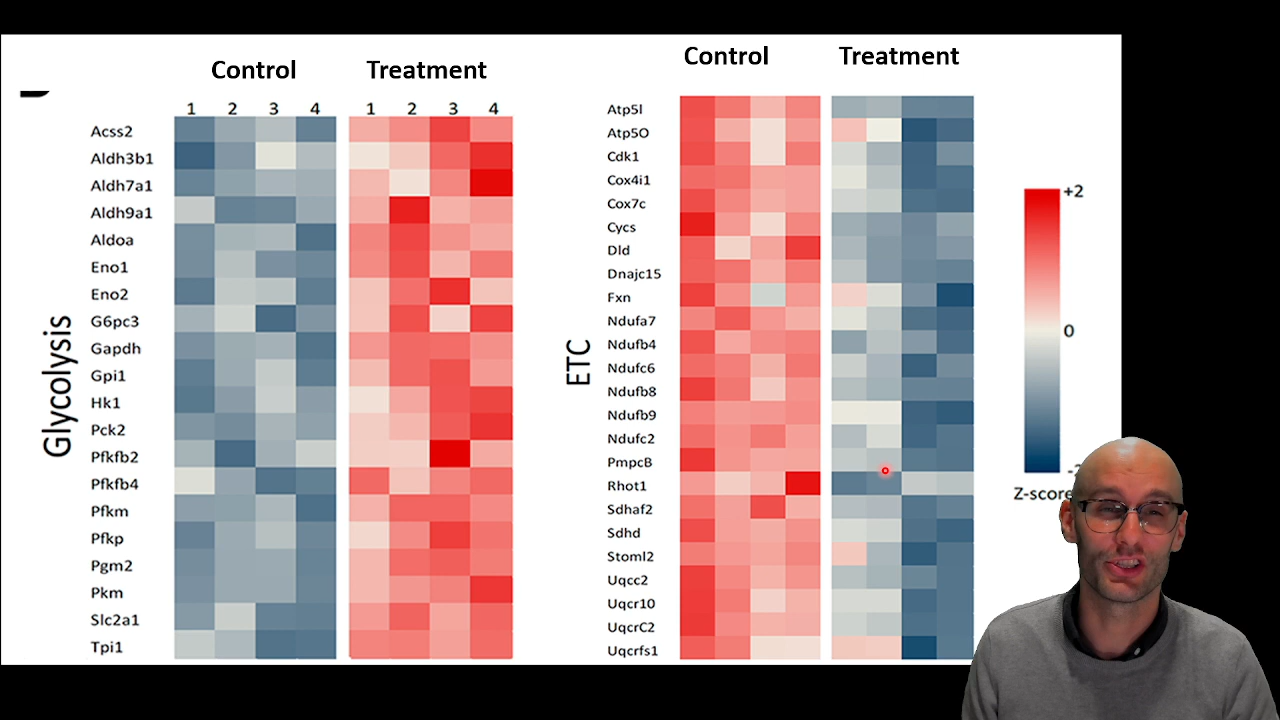 Control Treatment
1 2 3 4 1 2 3 4
Glycolysis
Acss2
Aldh3b1
Aldh7a1
Aldh9a1
Aldoa
Eno1
Eno2
G6pc3
Gapdh
Gpi1
Hk1
Pck2
Pfkfb2
Pfkfb4
Pfkm
Pfkp
Pgm2
Pkm
Slc2a1
Tpi1
Control Treatment
ETC
Atp5l
Atp5O
Cdk1
Cox4i1
Cox7c
Cycs
Dld
Dnajc15
Fxn
Ndufa7
Ndufb4
Ndufc6
Ndufb8
Ndufb9
Ndufc2
PmpcB
Rhot1
Sdhaf2
Sdhd
Stoml2
Uqcc2
Uqcr10
UqcrC2
Uqcrfs1
+2
0
Z-score